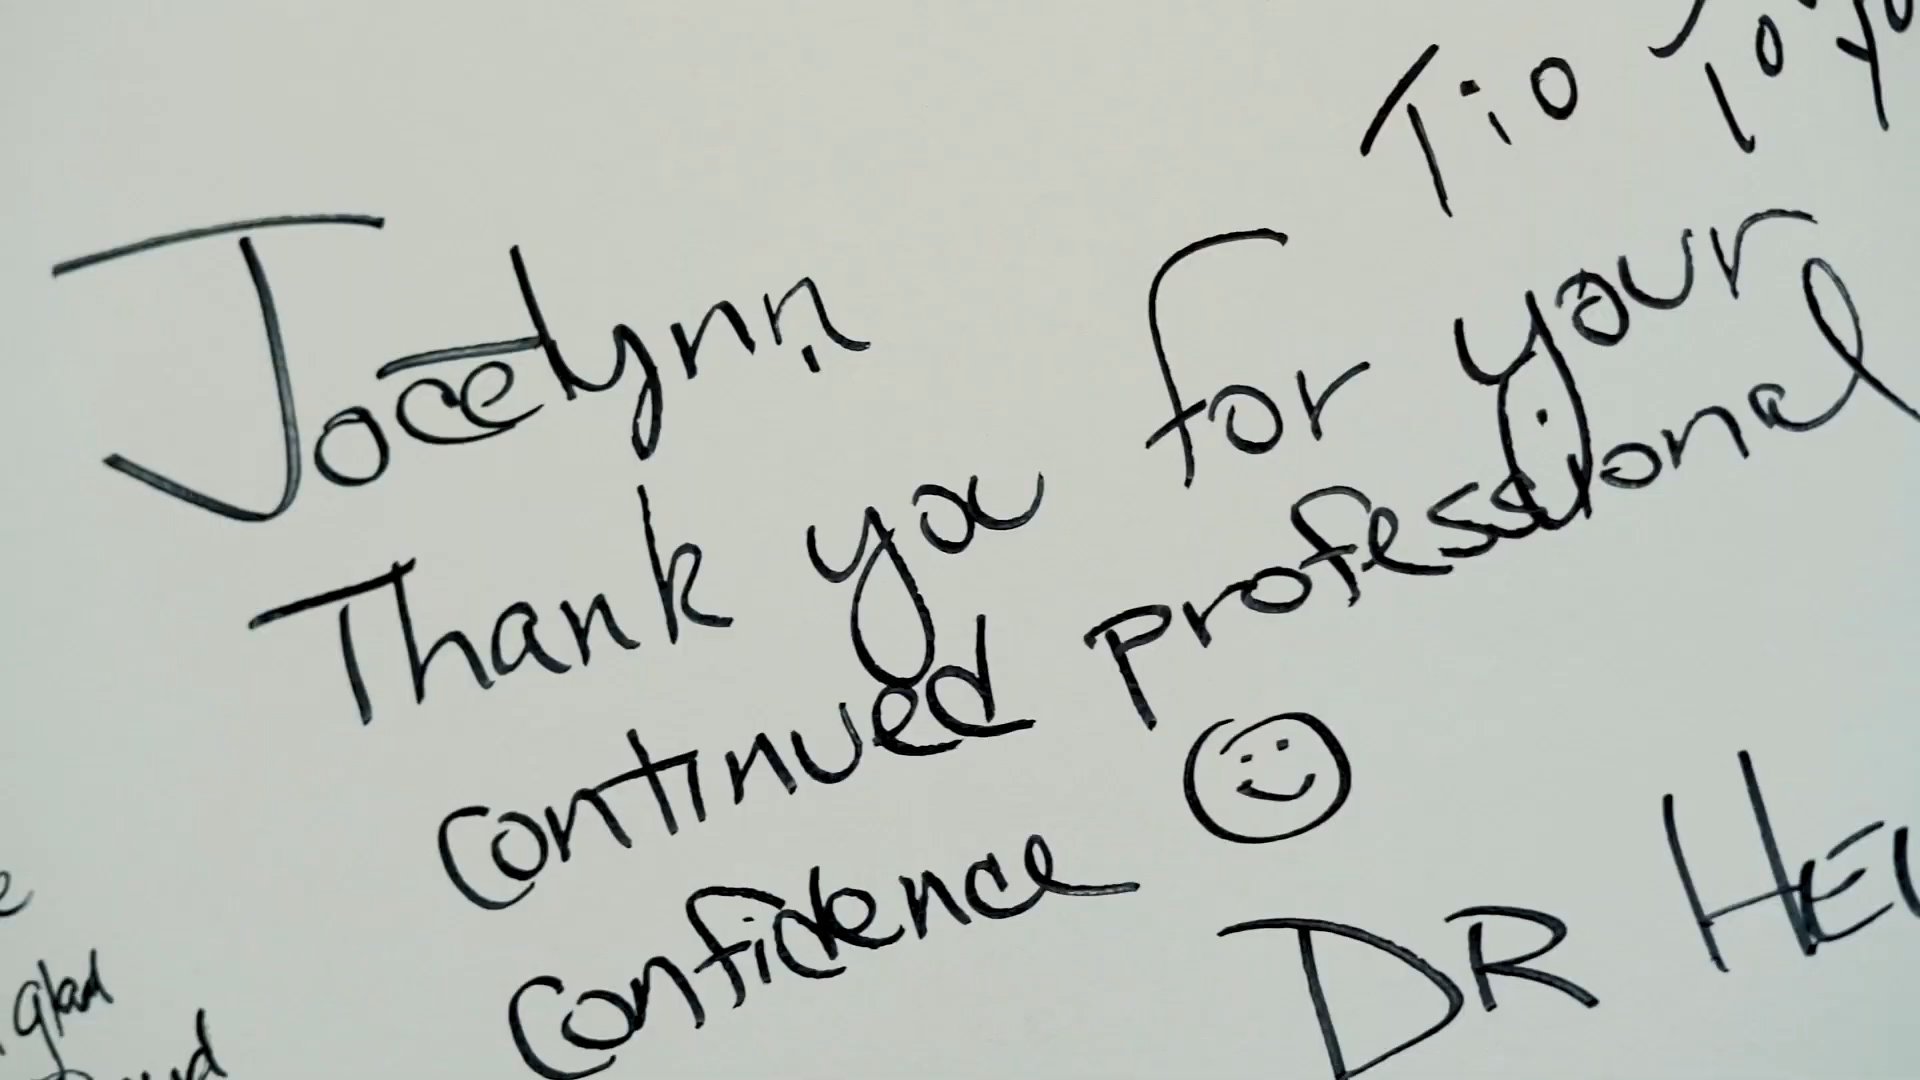 Tio
Jocelynn
Thank you for your
continued professional
confidence
DR
glad